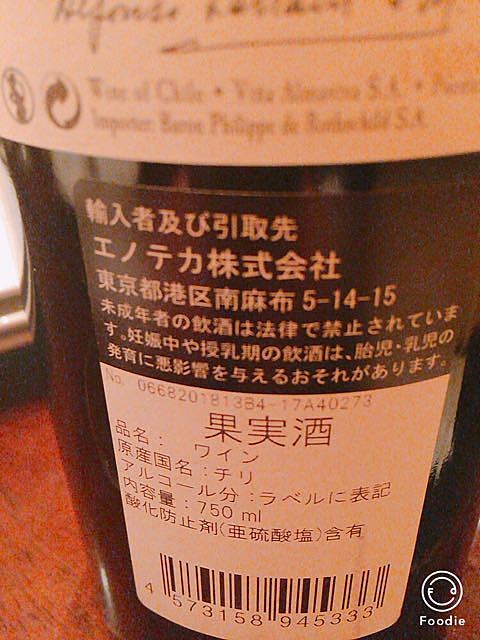 Wine of Chile • Viña Almaviva S.A. •
Importer: Baron Philippe de Rothschild S.A.
輸入者及び引取先
エノテカ株式会社
東京都港区南麻布 5-14-15
未成年者の飲酒は法律で禁止されていま
す。妊娠中や授乳期の飲酒は、胎児・乳児の
発育に悪影響を与えるおそれがあります。
No. 0668201813B4-17A40273
果実酒
品名： ワイン
原産国名：チリ
アルコール分：ラベルに表記
内容量：750 ml
酸化防止剤(亜硫酸塩)含有
4 573158 945333
Foodie